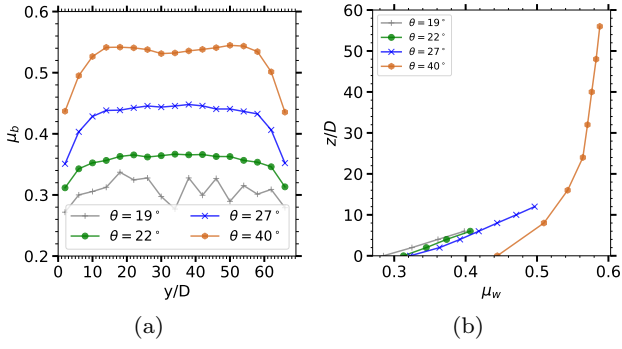 0.6
0.5
0.4
0.3
0.2
μ_b
0 10 20 30 40 50 60
y/D
θ = 19°
θ = 22°
θ = 27°
θ = 40°
(a)
60
50
40
30
20
10
0
z/D
0.3 0.4 0.5 0.6
μ_w
θ = 19°
θ = 22°
θ = 27°
θ = 40°
(b)